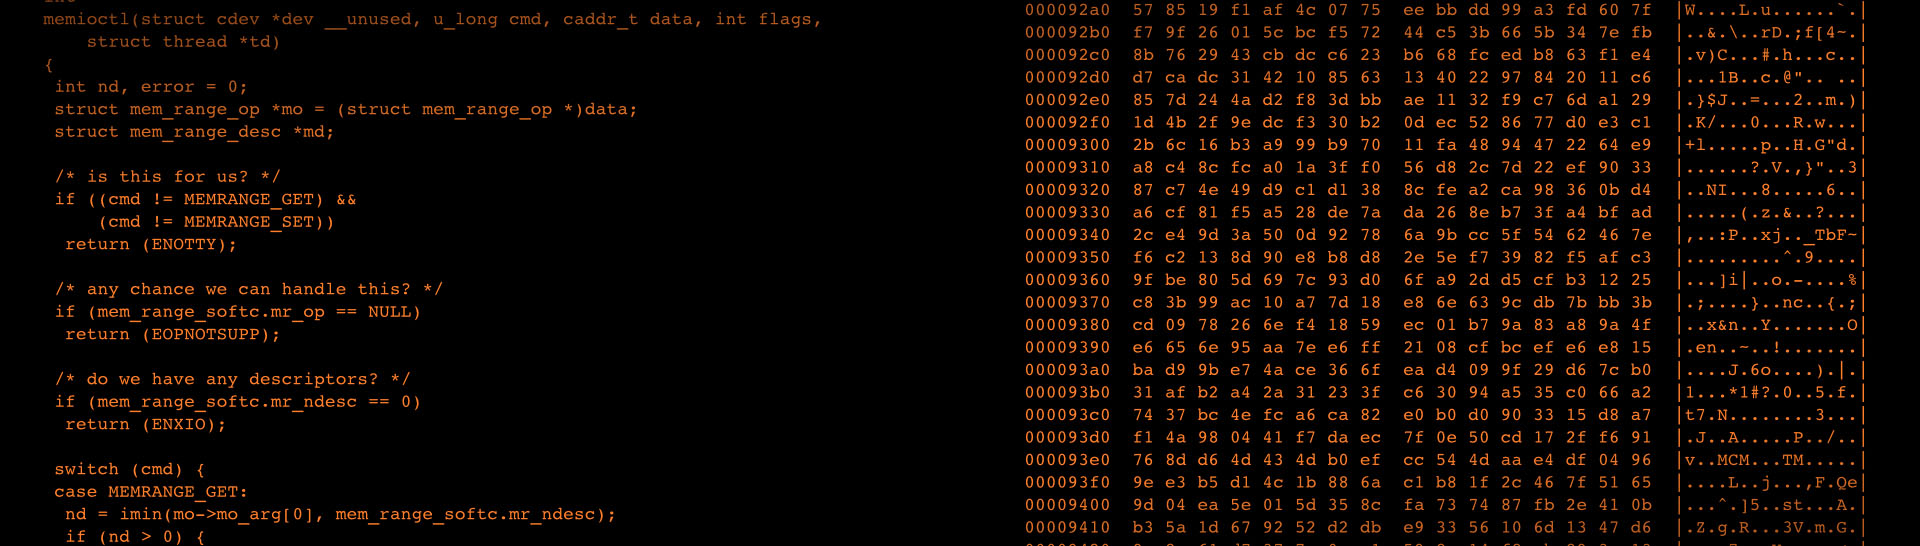 memioctl(struct cdev *dev __unused, u_long cmd, caddr_t data, int flags,
struct thread *td)
{
int nd, error = 0;
struct mem_range_op *mo = (struct mem_range_op *)data;
struct mem_range_desc *md;
/* is this for us? */
if ((cmd != MEMRANGE_GET) &&
(cmd != MEMRANGE_SET))
return (ENOTTY);
/* any chance we can handle this? */
if (mem_range_softc.mr_op == NULL)
return (EOPNOTSUPP);
/* do we have any descriptors? */
if (mem_range_softc.mr_ndesc == 0)
return (ENXIO);
switch (cmd) {
case MEMRANGE_GET:
nd = imin(mo->mo_arg[0], mem_range_softc.mr_ndesc);
if (nd > 0) {
000092a0 57 85 19 f1 af 4c 07 75 ee bb dd 99 a3 fd 60 7f |W....L.u......`.|
000092b0 f7 9f 26 01 5c bc f5 72 44 c5 3b 66 5b 34 7e fb |..&.\..rD.;f[4~.|
000092c0 8b 76 29 43 cb dc c6 23 b6 68 fc ed b8 63 f1 e4 |.v)C...#.h...c..|
000092d0 d7 ca dc 31 42 10 85 63 13 40 22 97 84 20 11 c6 |...1B..c.@".. ..|
000092e0 85 7d 24 4a d2 f8 3d bb ae 11 32 f9 c7 6d a1 29 |.}$J..=...2..m.)|
000092f0 1d 4b 2f 9e dc f3 30 b2 0d ec 52 86 77 d0 e3 c1 |.K/...0...R.w...|
00009300 2b 6c 16 b3 a9 99 b9 70 11 fa 48 94 47 22 64 e9 |+l.....p..H.G"d.|
00009310 a8 c4 8c fc a0 1a 3f f0 56 d8 2c 7d 22 ef 90 33 |......?.V.,}"..3|
00009320 87 c7 4e 49 d9 c1 d1 38 8c fe a2 ca 98 36 0b d4 |..NI...8.....6..|
00009330 a6 cf 81 f5 a5 28 de 7a da 26 8e b7 3f a4 bf ad |.....(.z.&..?...|
00009340 2c e4 9d 3a 50 0d 92 78 6a 9b cc 5f 54 62 46 7e |,..:P..xj.._TbF~|
00009350 f6 c2 13 8d 90 e8 b8 d8 2e 5e f7 39 82 f5 af c3 |.........^.9....|
00009360 9f be 80 5d 69 7c 93 d0 6f a9 2d d5 cf b3 12 25 |...]i|..o.-....%|
00009370 c8 3b 99 ac 10 a7 7d 18 e8 6e 63 9c db 7b bb 3b |.;....}..nc..{.;|
00009380 cd 09 78 26 6e f4 18 59 ec 01 b7 9a 83 a8 9a 4f |..x&n..Y.......O|
00009390 e6 65 6e 95 aa 7e e6 ff 21 08 cf bc ef e6 e8 15 |.en..~..!.......|
000093a0 ba d9 9b e7 4a ce 36 6f ea d4 09 9f 29 d6 7c b0 |....J.6o....).|.|
000093b0 31 af b2 a4 2a 31 23 3f c6 30 94 a5 35 c0 66 a2 |1...*1#?.0..5.f.|
000093c0 74 37 bc 4e fc a6 ca 82 e0 b0 d0 90 33 15 d8 a7 |t7.N........3...|
000093d0 f1 4a 98 04 41 f7 da ec 7f 0e 50 cd 17 2f f6 91 |.J..A.....P../..|
000093e0 76 8d d6 4d 43 4d b0 ef cc 54 4d aa e4 df 04 96 |v..MCM...TM.....|
000093f0 9e e3 b5 d1 4c 1b 88 6a c1 b8 1f 2c 46 7f 51 65 |....L..j...,F.Qe|
00009400 9d 04 ea 5e 01 5d 35 8c fa 73 74 87 fb 2e 41 0b |...^.]5..st...A.|
00009410 b3 5a 1d 67 92 52 d2 db e9 33 56 10 6d 13 47 d6 |.Z.g.R...3V.m.G.|